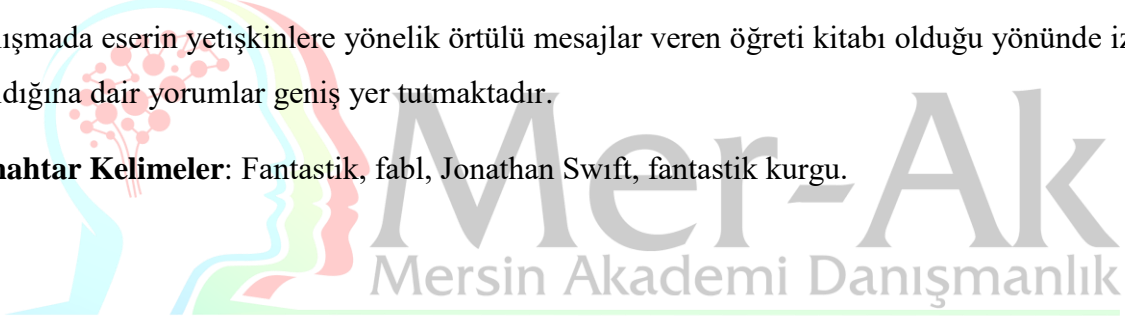 ışmada eserin yetişkinlere yönelik örtülü mesajlar veren öğreti kitabı olduğu yönünde iz
dığına dair yorumlar geniş yer tutmaktadır.
nahtar Kelimeler: Fantastik, fabl, Jonathan Swıft, fantastik kurgu.
Mer-Ak
Mersin Akademi Danışmanlık